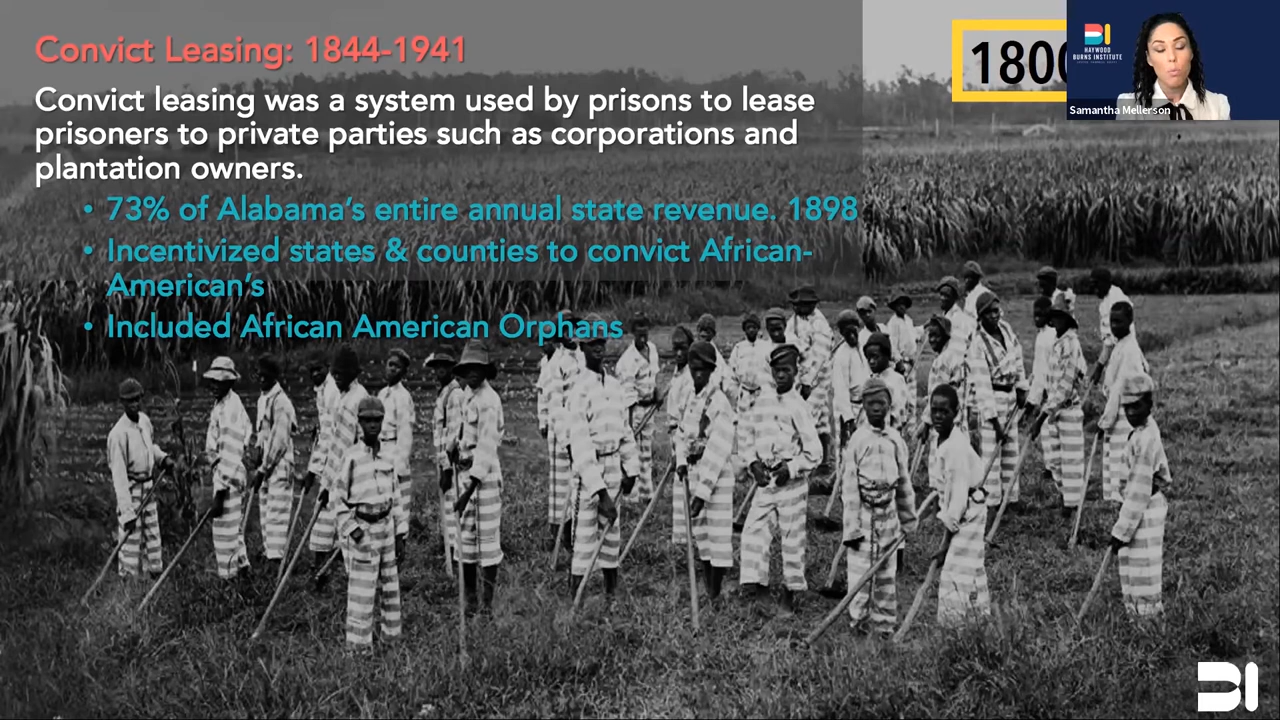 Convict Leasing: 1844-1941
1800
HAYWOOD
BURNS INSTITUTE
Samantha Mellerson
Convict leasing was a system used by prisons to lease
prisoners to private parties such as corporations and
plantation owners.
• 73% of Alabama’s entire annual state revenue. 1898
• Incentivized states & counties to convict African-
American’s
• Included African American Orphans